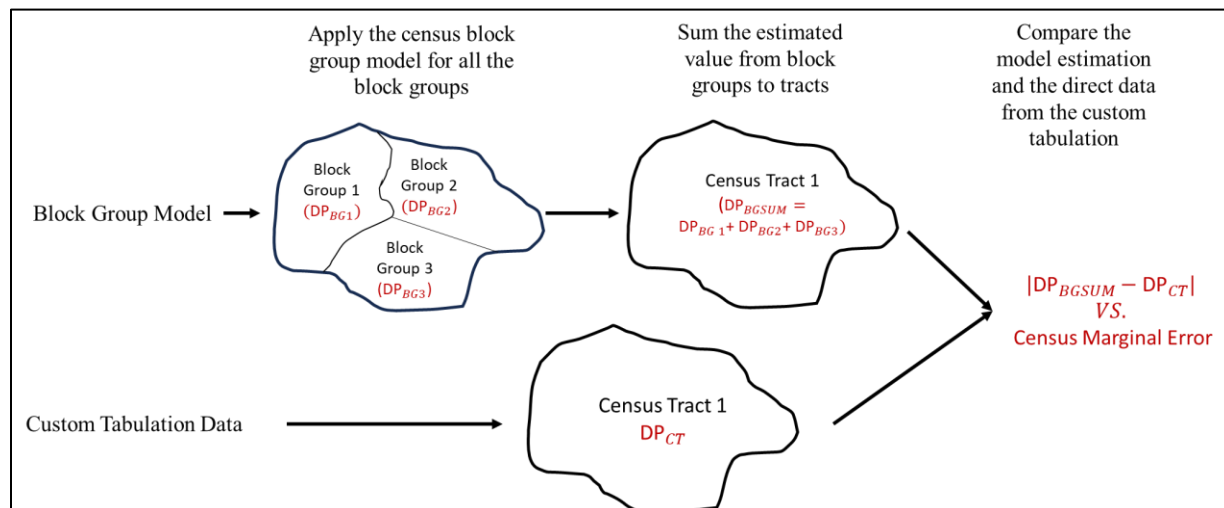 Apply the census block
group model for all the
block groups
Sum the estimated
value from block
groups to tracts
Compare the
model estimation
and the direct data
from the custom
tabulation
Block Group Model
Block
Group 1
(DP_BG1)
Block
Group 2
(DP_BG2)
Block
Group 3
(DP_BG3)
Census Tract 1
(DP_BGSUM =
DP_BG 1 + DP_BG2 + DP_BG3)
|DP_BGSUM − DP_CT|
VS.
Census Marginal Error
Custom Tabulation Data
Census Tract 1
DP_CT